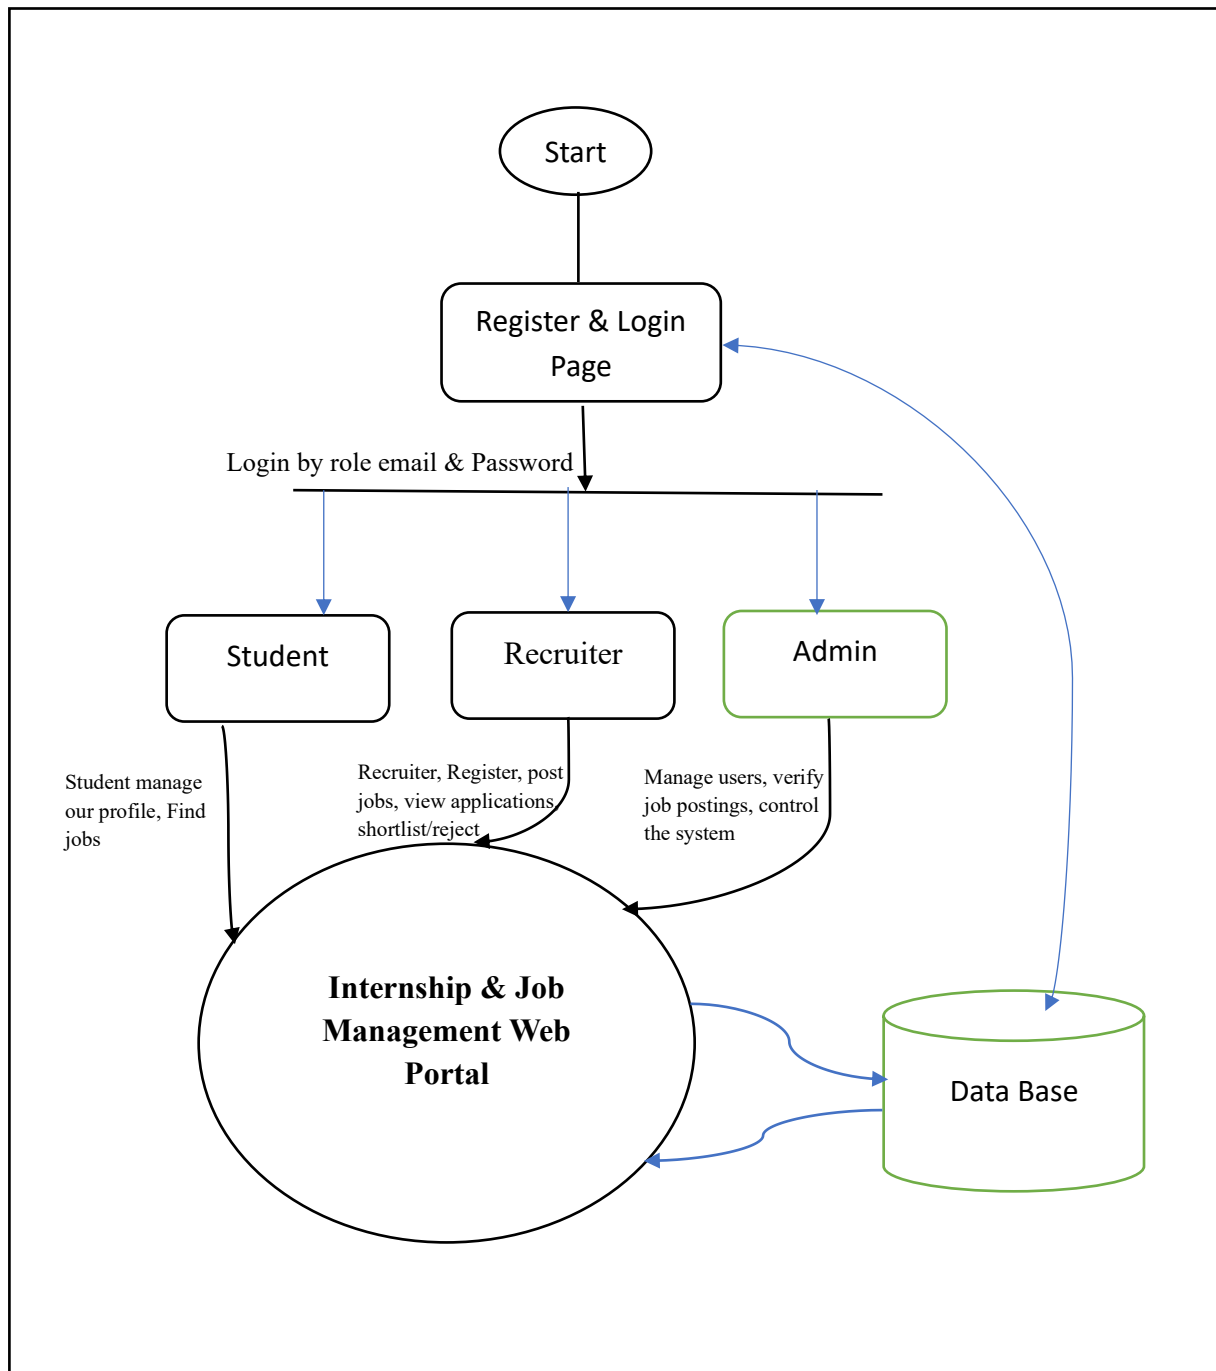 Start
Register & Login
Page
Login by role email & Password
Student
Recruiter
Admin
Student manage
our profile, Find
jobs
Recruiter, Register, post
jobs, view applications,
shortlist/reject
Manage users, verify
job postings, control
the system
Internship & Job
Management Web
Portal
Data Base